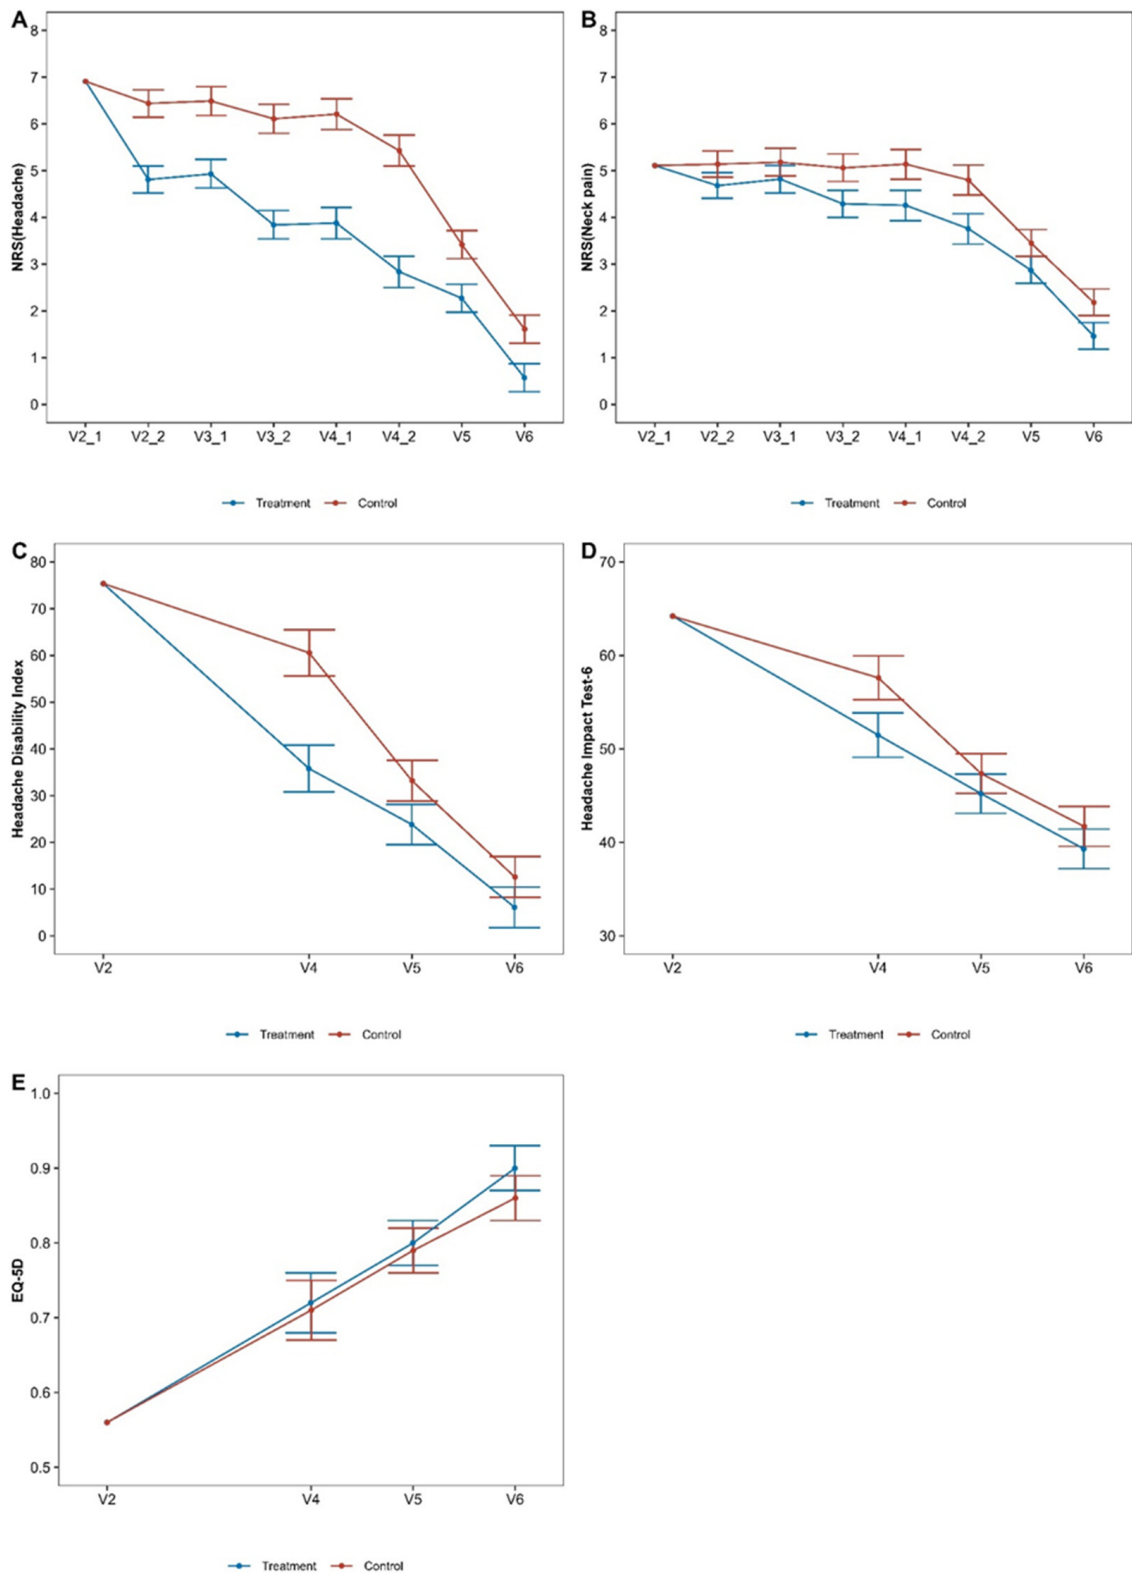 A
NRS(Headache)
8
7
6
5
4
3
2
1
0
V2_1 V2_2 V3_1 V3_2 V4_1 V4_2 V5 V6
Treatment Control
B
NRS(Neck pain)
8
7
6
5
4
3
2
1
0
V2_1 V2_2 V3_1 V3_2 V4_1 V4_2 V5 V6
Treatment Control
C
Headache Disability Index
80
70
60
50
40
30
20
10
0
V2 V4 V5 V6
Treatment Control
D
Headache Impact Test-6
70
60
50
40
30
V2 V4 V5 V6
Treatment Control
E
EQ-5D
1.0
0.9
0.8
0.7
0.6
0.5
V2 V4 V5 V6
Treatment Control